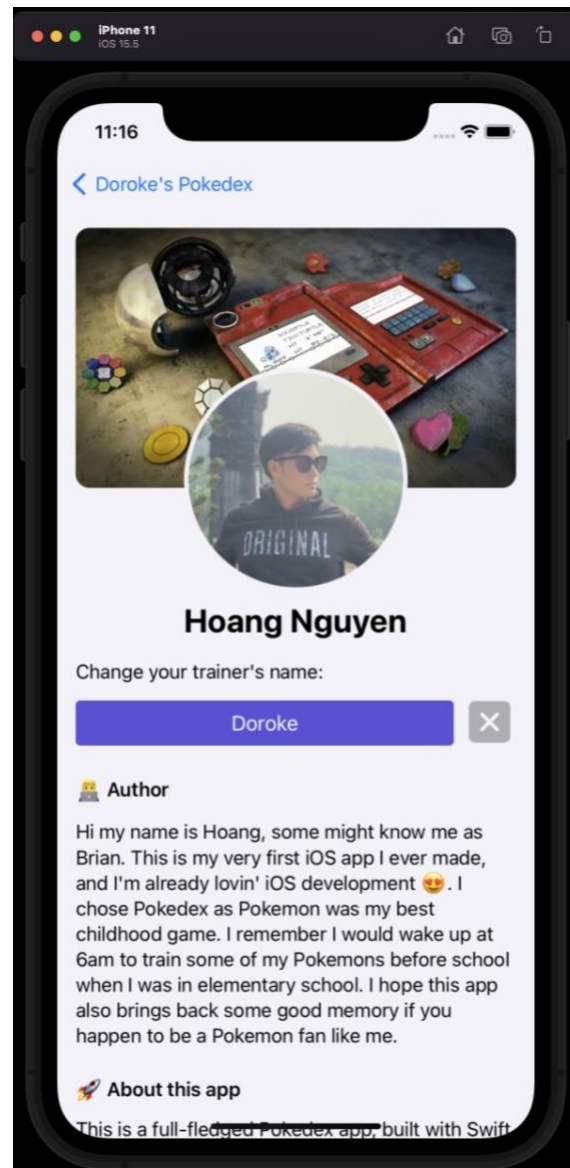 iPhone 11
iOS 15.5
11:16
Doroke's Pokedex
ORIGINAL
Hoang Nguyen
Change your trainer's name:
Doroke
Author
Hi my name is Hoang, some might know me as
Brian. This is my very first iOS app I ever made,
and I'm already lovin' iOS development 😍. I
chose Pokedex as Pokemon was my best
childhood game. I remember I would wake up at
6am to train some of my Pokemons before school
when I was in elementary school. I hope this app
also brings back some good memory if you
happen to be a Pokemon fan like me.
🚀 About this app
This is a full-fledged Pokedex app, built with Swift